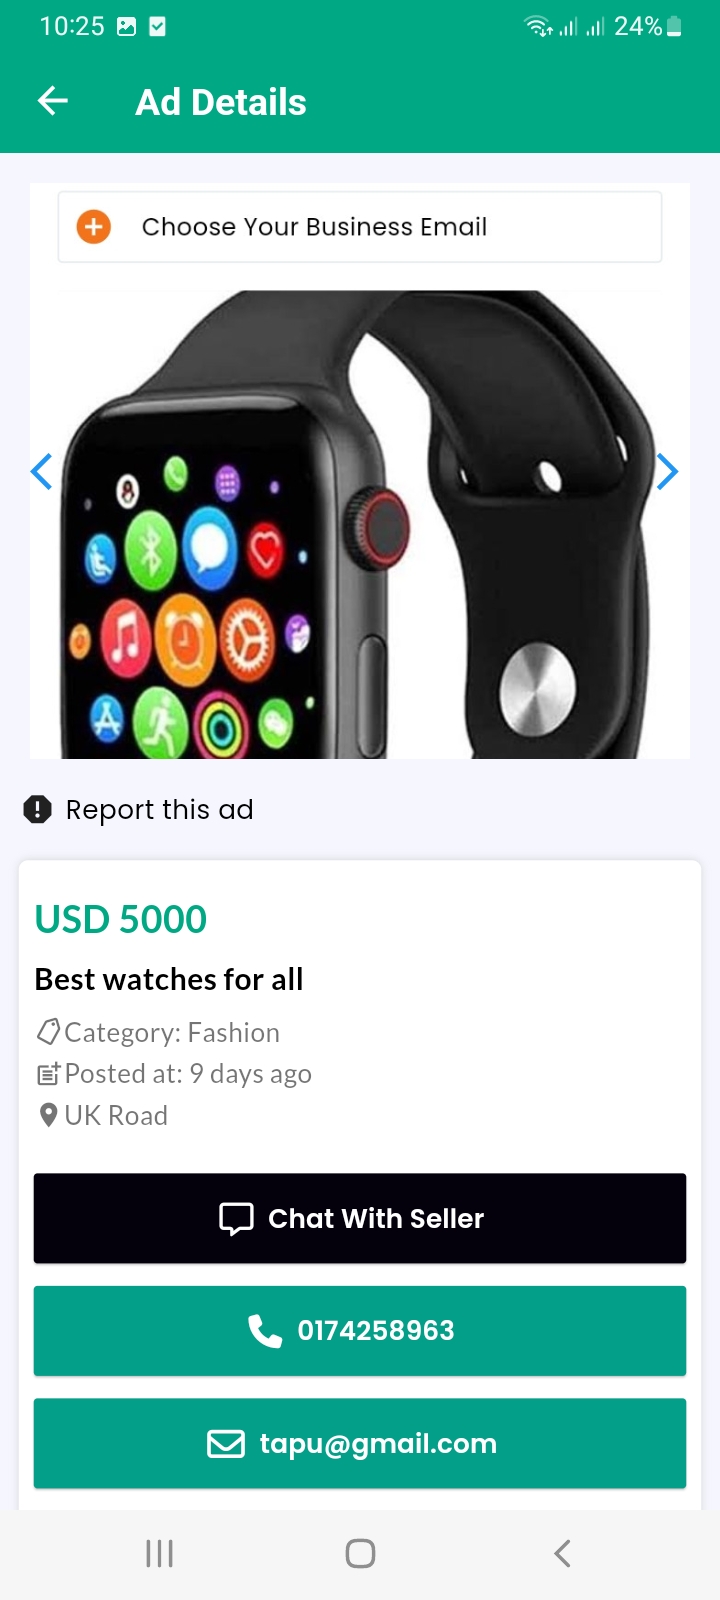 10:25 24%
Ad Details
Choose Your Business Email
Report this ad
USD 5000
Best watches for all
Category: Fashion
Posted at: 9 days ago
UK Road
Chat With Seller
0174258963
tapu@gmail.com